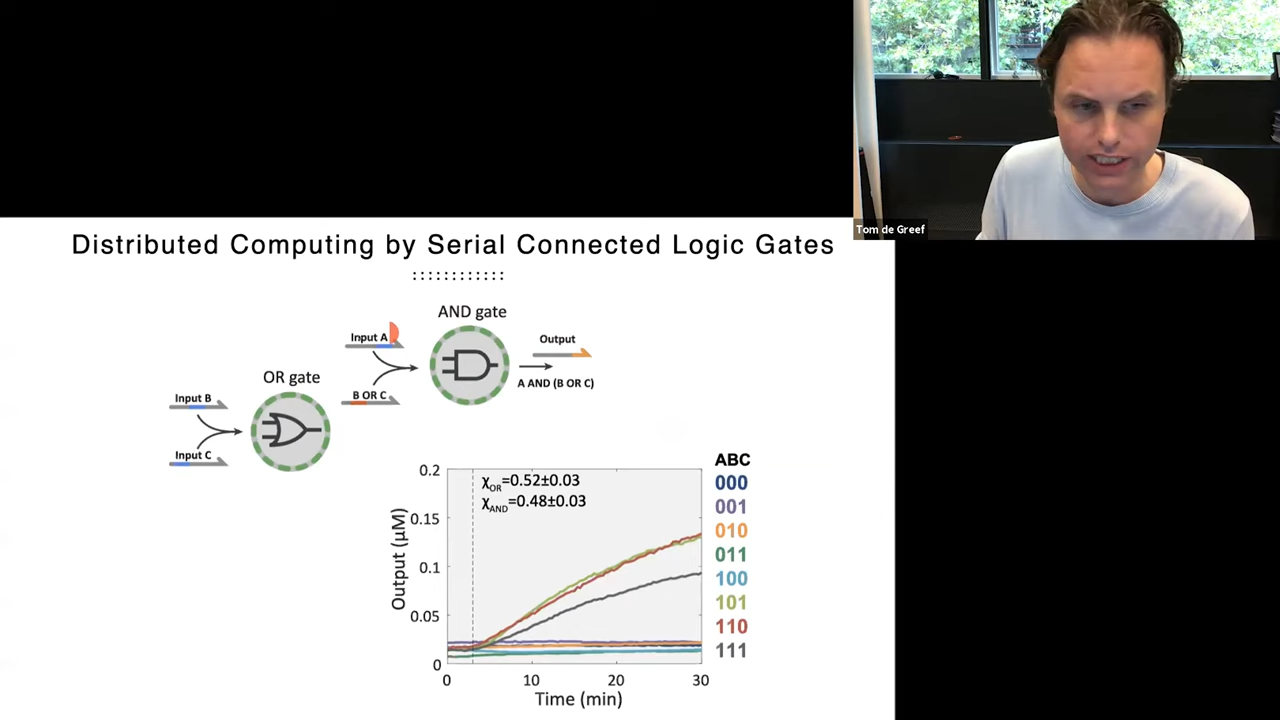 Tom de Greef
Distributed Computing by Serial Connected Logic Gates
AND gate
Input A
Output
OR gate
A AND (B OR C)
Input B
B OR C
Input C
ABC
000
001
010
011
100
101
110
111
χOR=0.52±0.03
χAND=0.48±0.03
Output (μM)
0.2
0.15
0.1
0.05
0
0 10 20 30
Time (min)